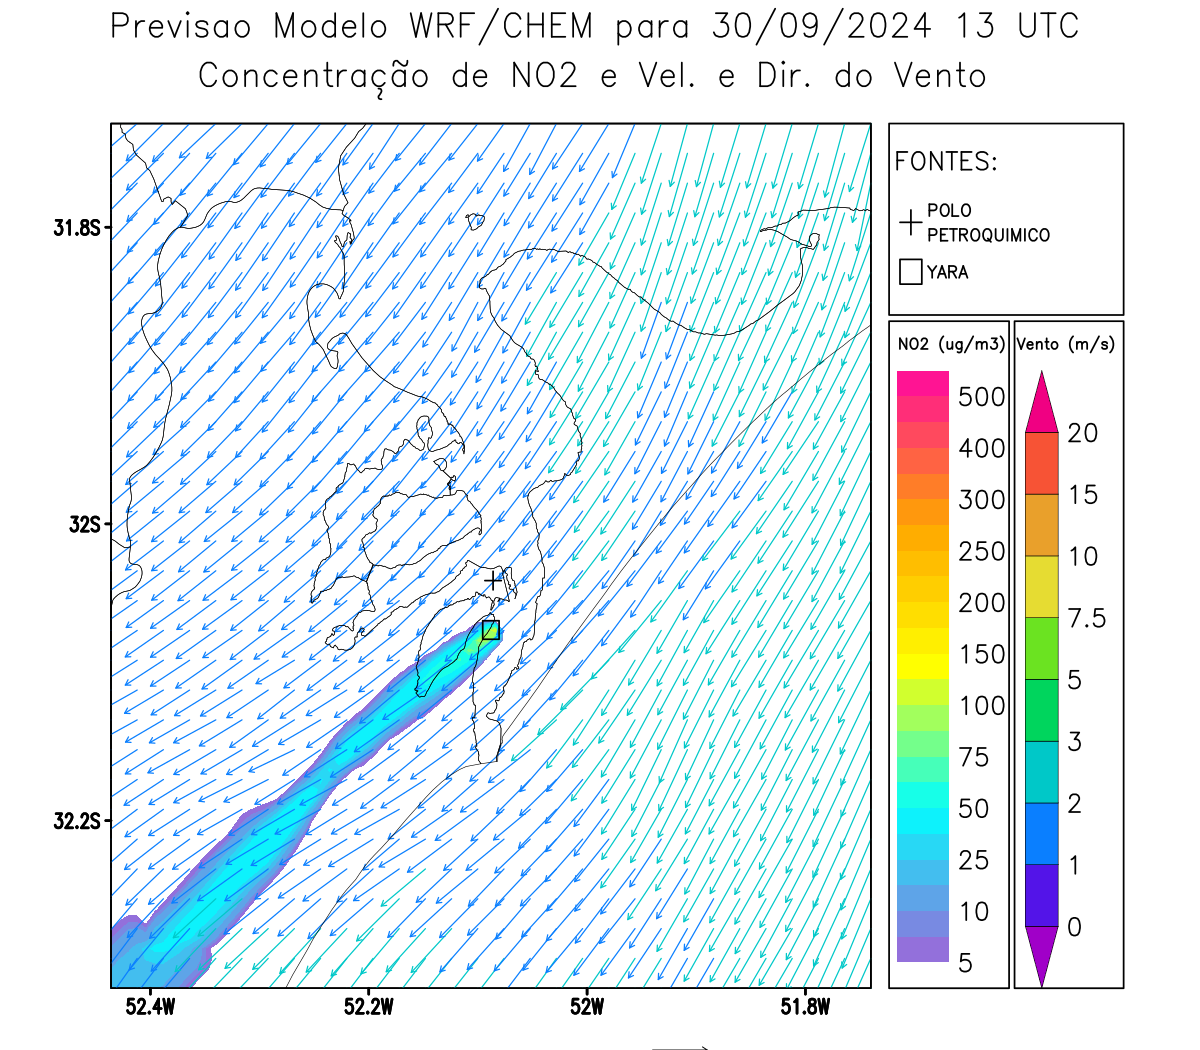 Previsao Modelo WRF/CHEM para 30/09/2024 13 UTC
Concentração de NO2 e Vel. e Dir. do Vento
FONTES:
POLO
PETROQUIMICO
YARA
NO2 (ug/m3)
500
400
300
250
200
150
100
75
50
25
10
5
Vento (m/s)
20
15
10
7.5
5
3
2
1
0
31.8S
32S
32.2S
52.4W
52.2W
52W
51.8W